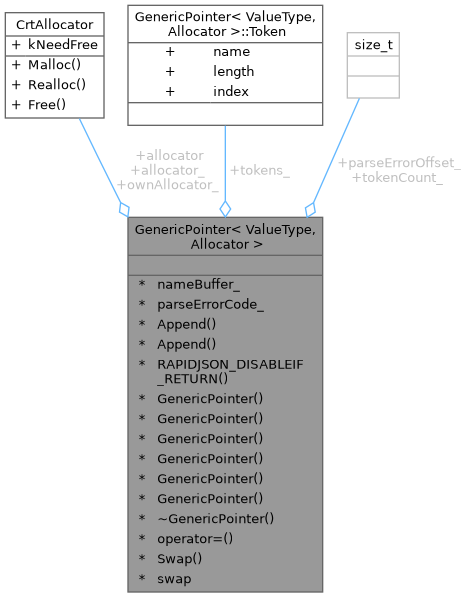 CrtAllocator
+ kNeedFree
+ Malloc()
+ Realloc()
+ Free()
GenericPointer< ValueType,
Allocator >::Token
+ name
+ length
+ index
size_t
+allocator
+allocator_
+ownAllocator_
+tokens_
+parseErrorOffset_
+tokenCount_
GenericPointer< ValueType,
Allocator >
* nameBuffer_
* parseErrorCode_
* Append()
* Append()
* RAPIDJSON_DISABLEIF
_RETURN()
* GenericPointer()
* GenericPointer()
* GenericPointer()
* GenericPointer()
* GenericPointer()
* GenericPointer()
* ~GenericPointer()
* operator=()
* Swap()
* swap